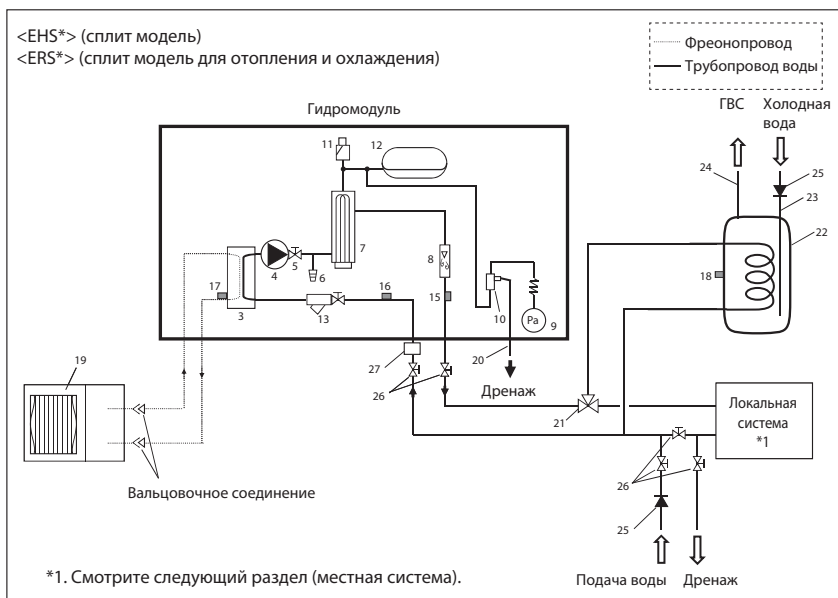 <EHS*> (сплит модель)
<ERS*> (сплит модель для отопления и охлаждения)
Фреонопровод
Трубопровод воды
Гидромодуль
ГВС
Холодная
вода
11
12
24
25
23
22
7
8
5
4
6
18
17
16
15
3
13
10
Pa
9
20
27
19
26
Дренаж
21
Локальная
система
*1
Вальцовочное соединение
26
25
*1. Смотрите следующий раздел (местная система).
Подача воды
Дренаж